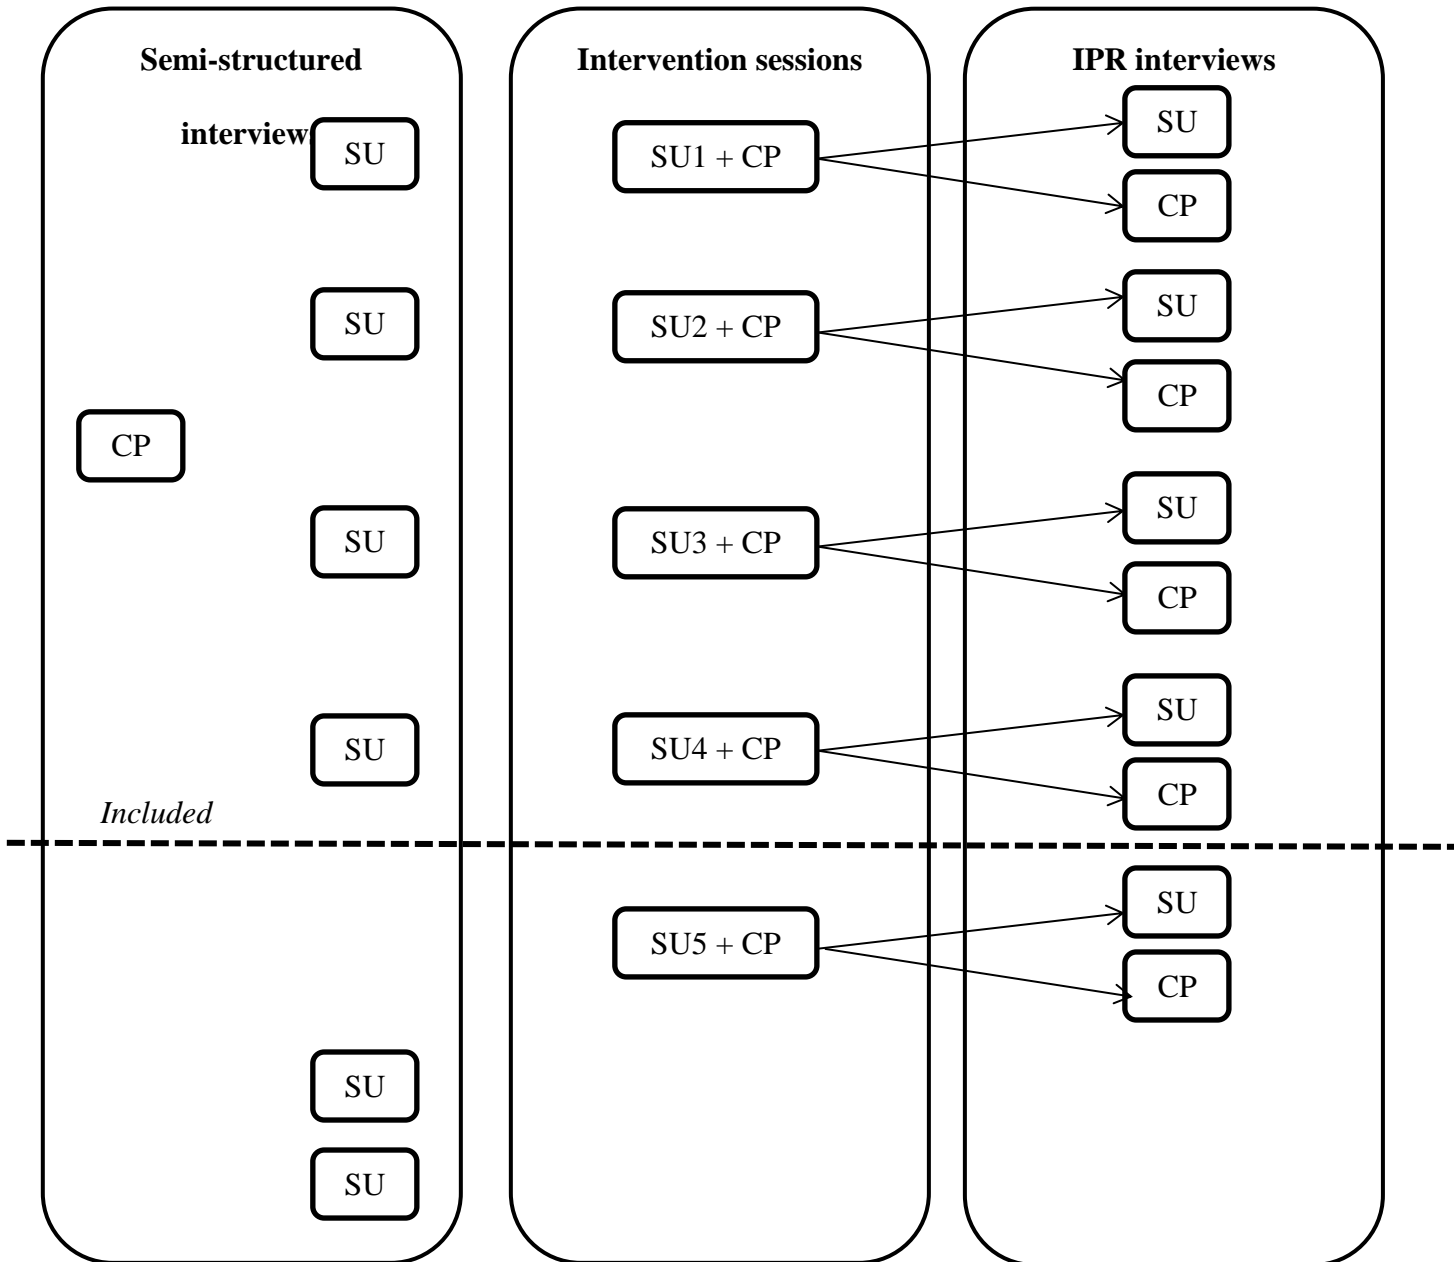 Semi-structured
interviews
SU
SU
CP
SU
SU
Included
SU
SU
Intervention sessions
SU1 + CP
SU2 + CP
SU3 + CP
SU4 + CP
SU5 + CP
IPR interviews
SU
CP
SU
CP
SU
CP
SU
CP
SU
CP